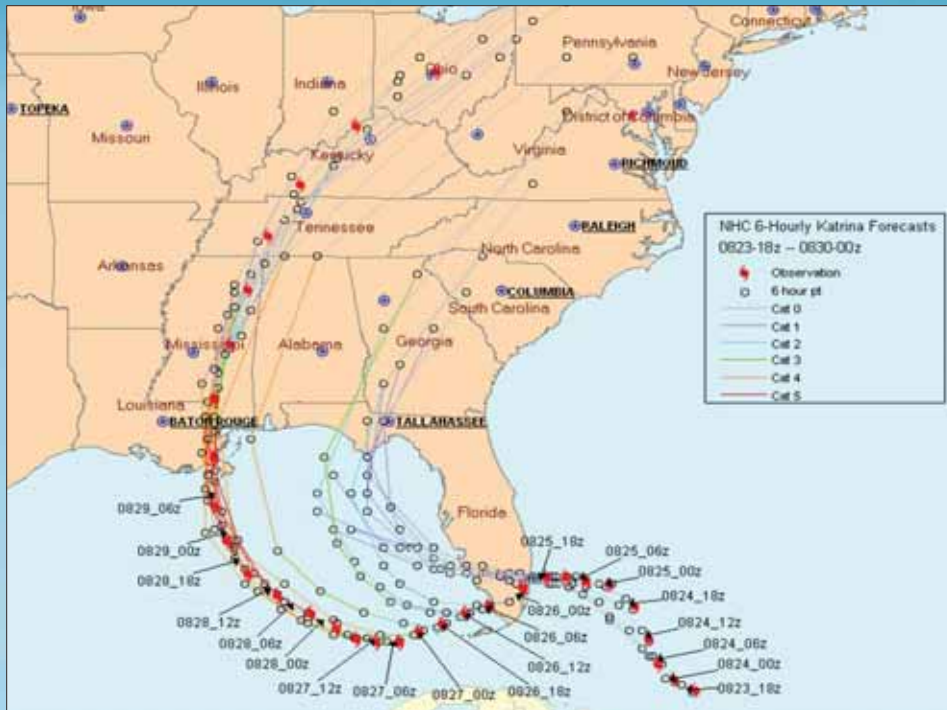 Iowa
Connecticut
Pennsylvania
Ohio
New Jersey
Illinois
Indiana
TOPEKA
Missouri
District of Columbia
Kentucky
Virginia
RICHMOUD
Tennessee
RALEIGH
North Carolina
Arkansas
COLUMBIA
South Carolina
Mississippi
Alabama
Georgia
Louisiana
BATON ROUGE
TALLAHASSEE
Florida
NHC 6-Hourly Katrina Forecasts
0823-18z -- 0830-00z
Observation
6 hour pt
Cat 0
Cat 1
Cat 2
Cat 3
Cat 4
Cat 5
0829_06z
0829_00z
0828_18z
0828_12z
0828_06z
0828_00z
0827_12z
0827_06z
0827_00z
0826_18z
0826_12z
0826_06z
0826_00z
0825_18z
0825_06z
0825_00z
0824_18z
0824_12z
0824_06z
0824_00z
0823_18z